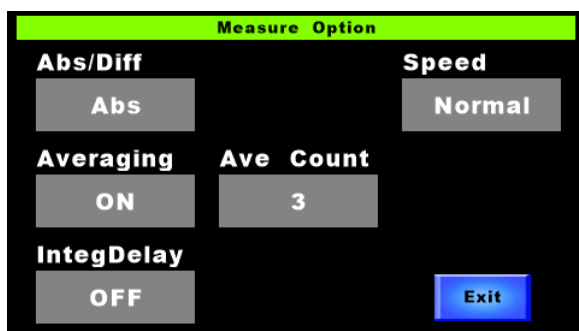 Measure Option
Abs/Diff
Speed
Abs
Normal
Averaging
Ave Count
ON
3
IntegDelay
OFF
Exit